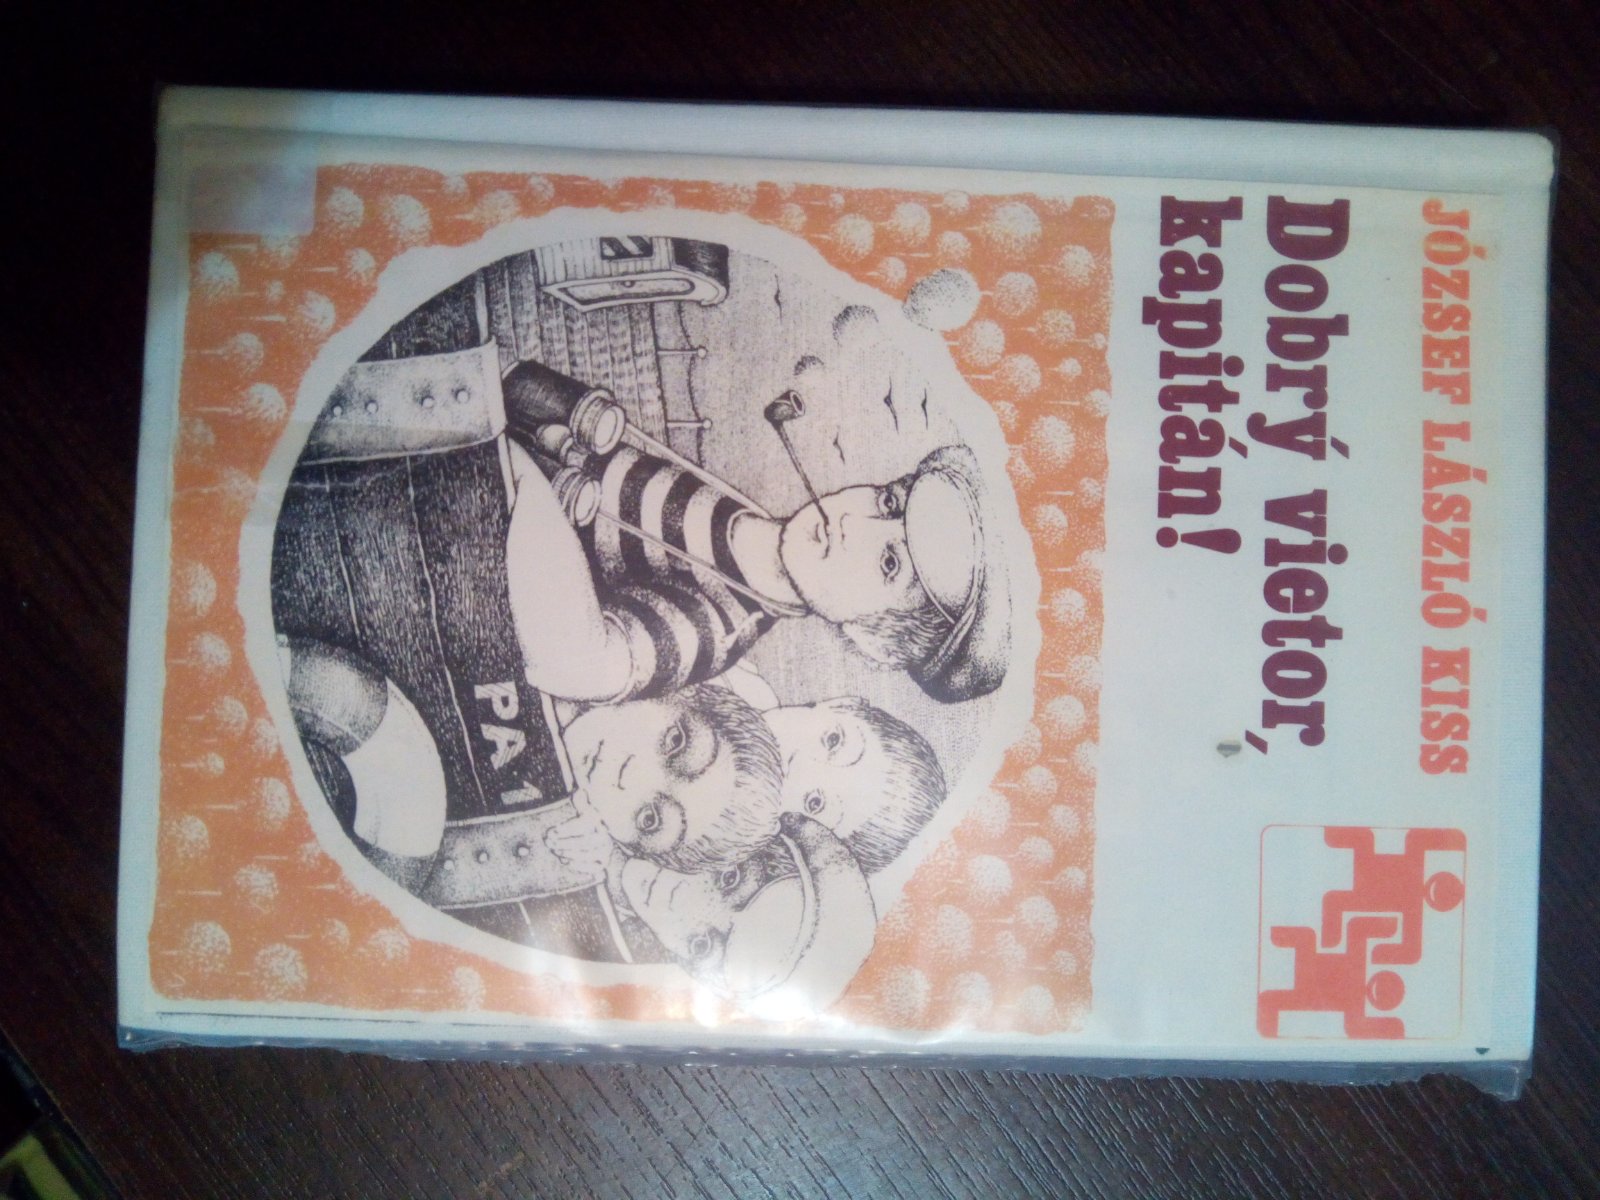 JÓZSEF LÁSZLÓ KISS
Dobrý vietor,
kapitán!
PA-1